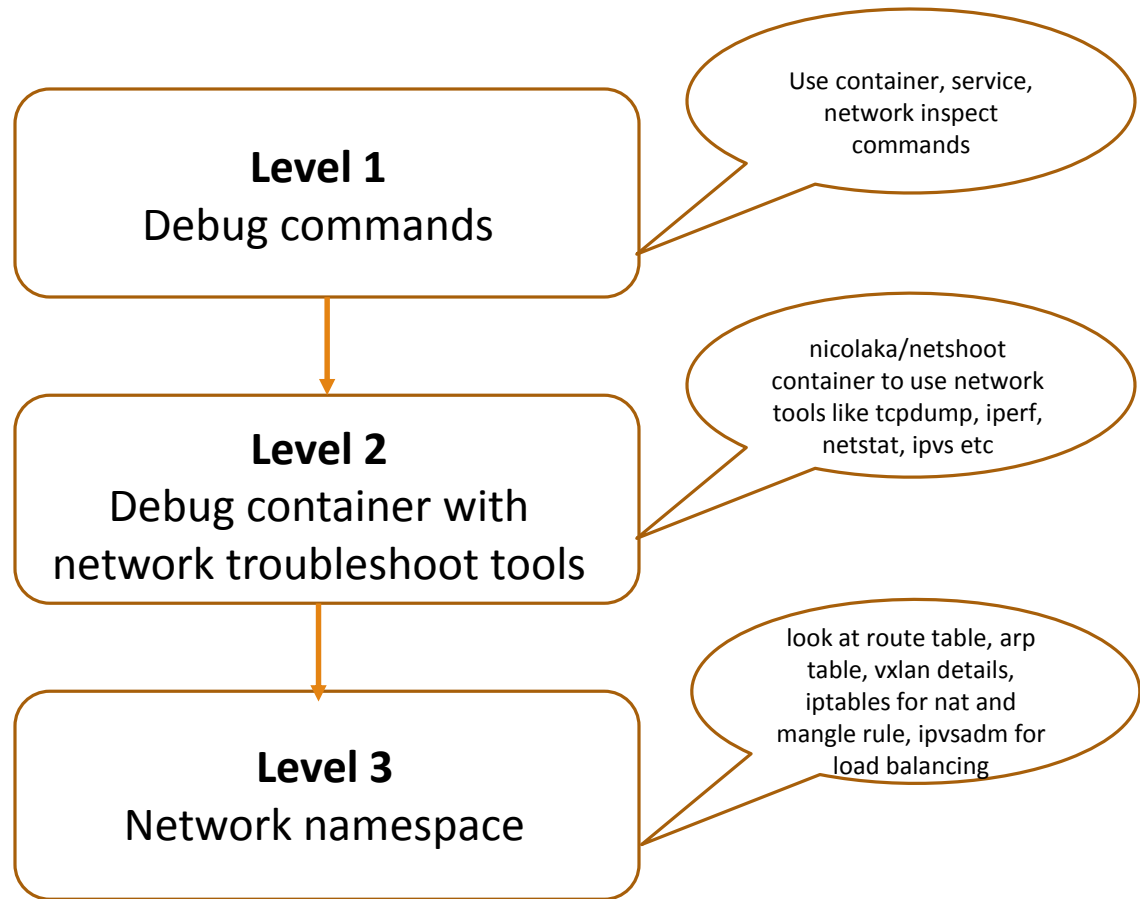 Use container, service,
network inspect
commands
Level 1
Debug commands
nicolaka/netshoot
container to use network
tools like tcpdump, iperf,
netstat, ipvs etc
Level 2
Debug container with
network troubleshoot tools
look at route table, arp
table, vxlan details,
iptables for nat and
mangle rule, ipvsadm for
load balancing
Level 3
Network namespace